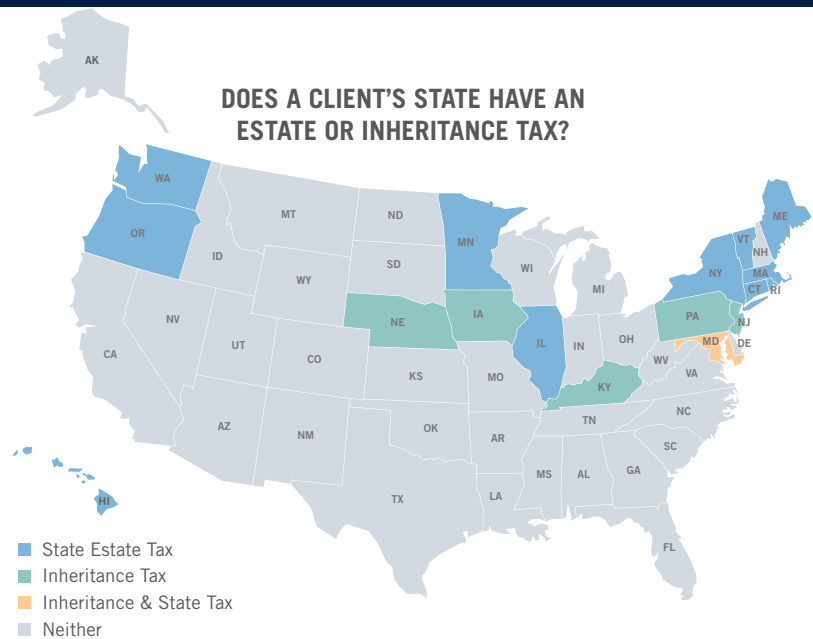 AK
DOES A CLIENT'S STATE HAVE AN
ESTATE OR INHERITANCE TAX?
WA
OR
ID
MT
ND
MN
SD
WY
WI
MI
ME
VT
NH
NY
MA
CT
RI
NV
CA
UT
CO
NE
IA
IL
IN
OH
PA
NJ
MD
DE
WV
VA
KS
MO
KY
AZ
NM
OK
AR
TN
NC
SC
TX
LA
MS
AL
GA
FL
HI
State Estate Tax
Inheritance Tax
Inheritance & State Tax
Neither